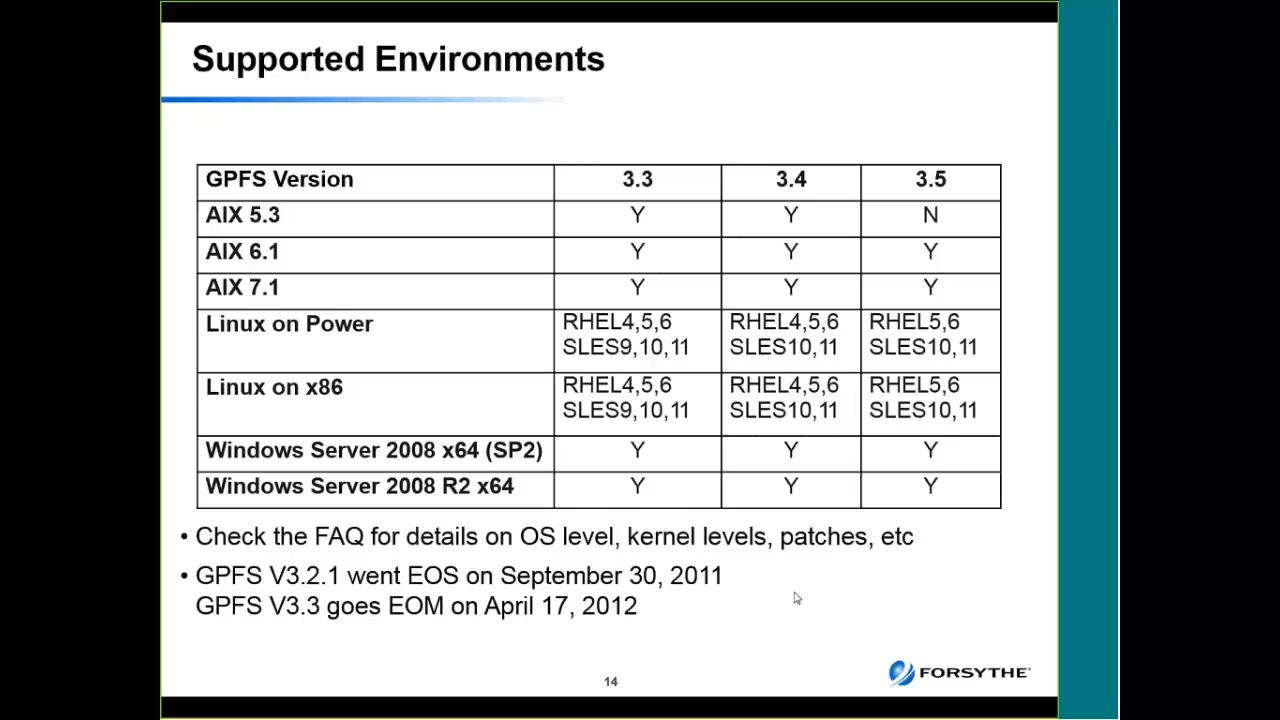 Supported Environments
GPFS Version 3.3 3.4 3.5
AIX 5.3 Y Y N
AIX 6.1 Y Y Y
AIX 7.1 Y Y Y
Linux on Power RHEL4,5,6 RHEL4,5,6 RHEL5,6
SLES9,10,11 SLES10,11 SLES10,11
Linux on x86 RHEL4,5,6 RHEL4,5,6 RHEL5,6
SLES9,10,11 SLES10,11 SLES10,11
Windows Server 2008 x64 (SP2) Y Y Y
Windows Server 2008 R2 x64 Y Y Y
• Check the FAQ for details on OS level, kernel levels, patches, etc
• GPFS V3.2.1 went EOS on September 30, 2011
GPFS V3.3 goes EOM on April 17, 2012
14
FORSYTHE